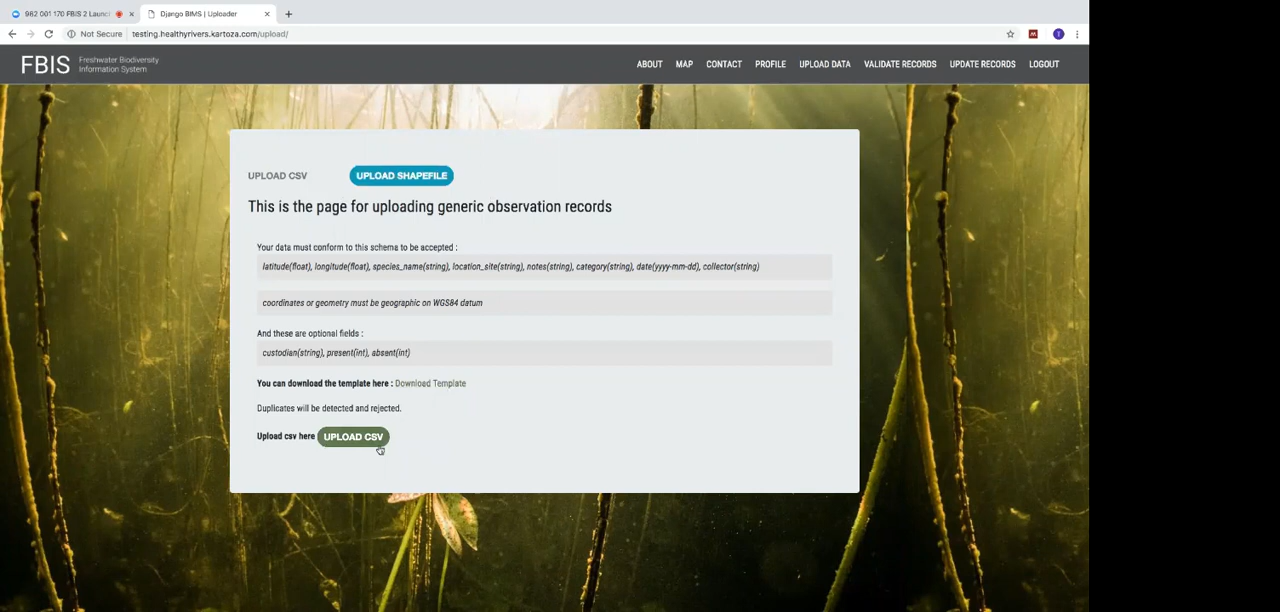 982 001 170 FBIS 2 Launch
Django BIMS | Uploader
Not Secure
testing.healthyrivers.kartoza.com/upload/
T
FBIS
Freshwater Biodiversity
Information System
ABOUT
MAP
CONTACT
PROFILE
UPLOAD DATA
VALIDATE RECORDS
UPDATE RECORDS
LOGOUT
UPLOAD CSV
UPLOAD SHAPEFILE
This is the page for uploading generic observation records
Your data must conform to this schema to be accepted :
latitude(float), longitude(float), species_name(string), location_site(string), notes(string), category(string), date(yyyy-mm-dd), collector(string)
coordinates or geometry must be geographic on WGS84 datum
And these are optional fields :
custodian(string), present(int), absent(int)
You can download the template here : Download Template
Duplicates will be detected and rejected.
Upload csv here UPLOAD CSV